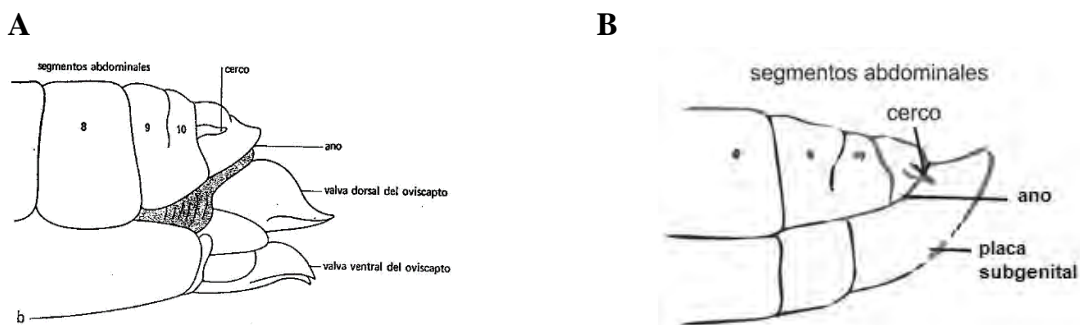 A
segmentos abdominales
cerco
8
9
10
ano
valva dorsal del oviscapto
valva ventral del oviscapto
b
B
segmentos abdominales
cerco
ano
placa
subgenital